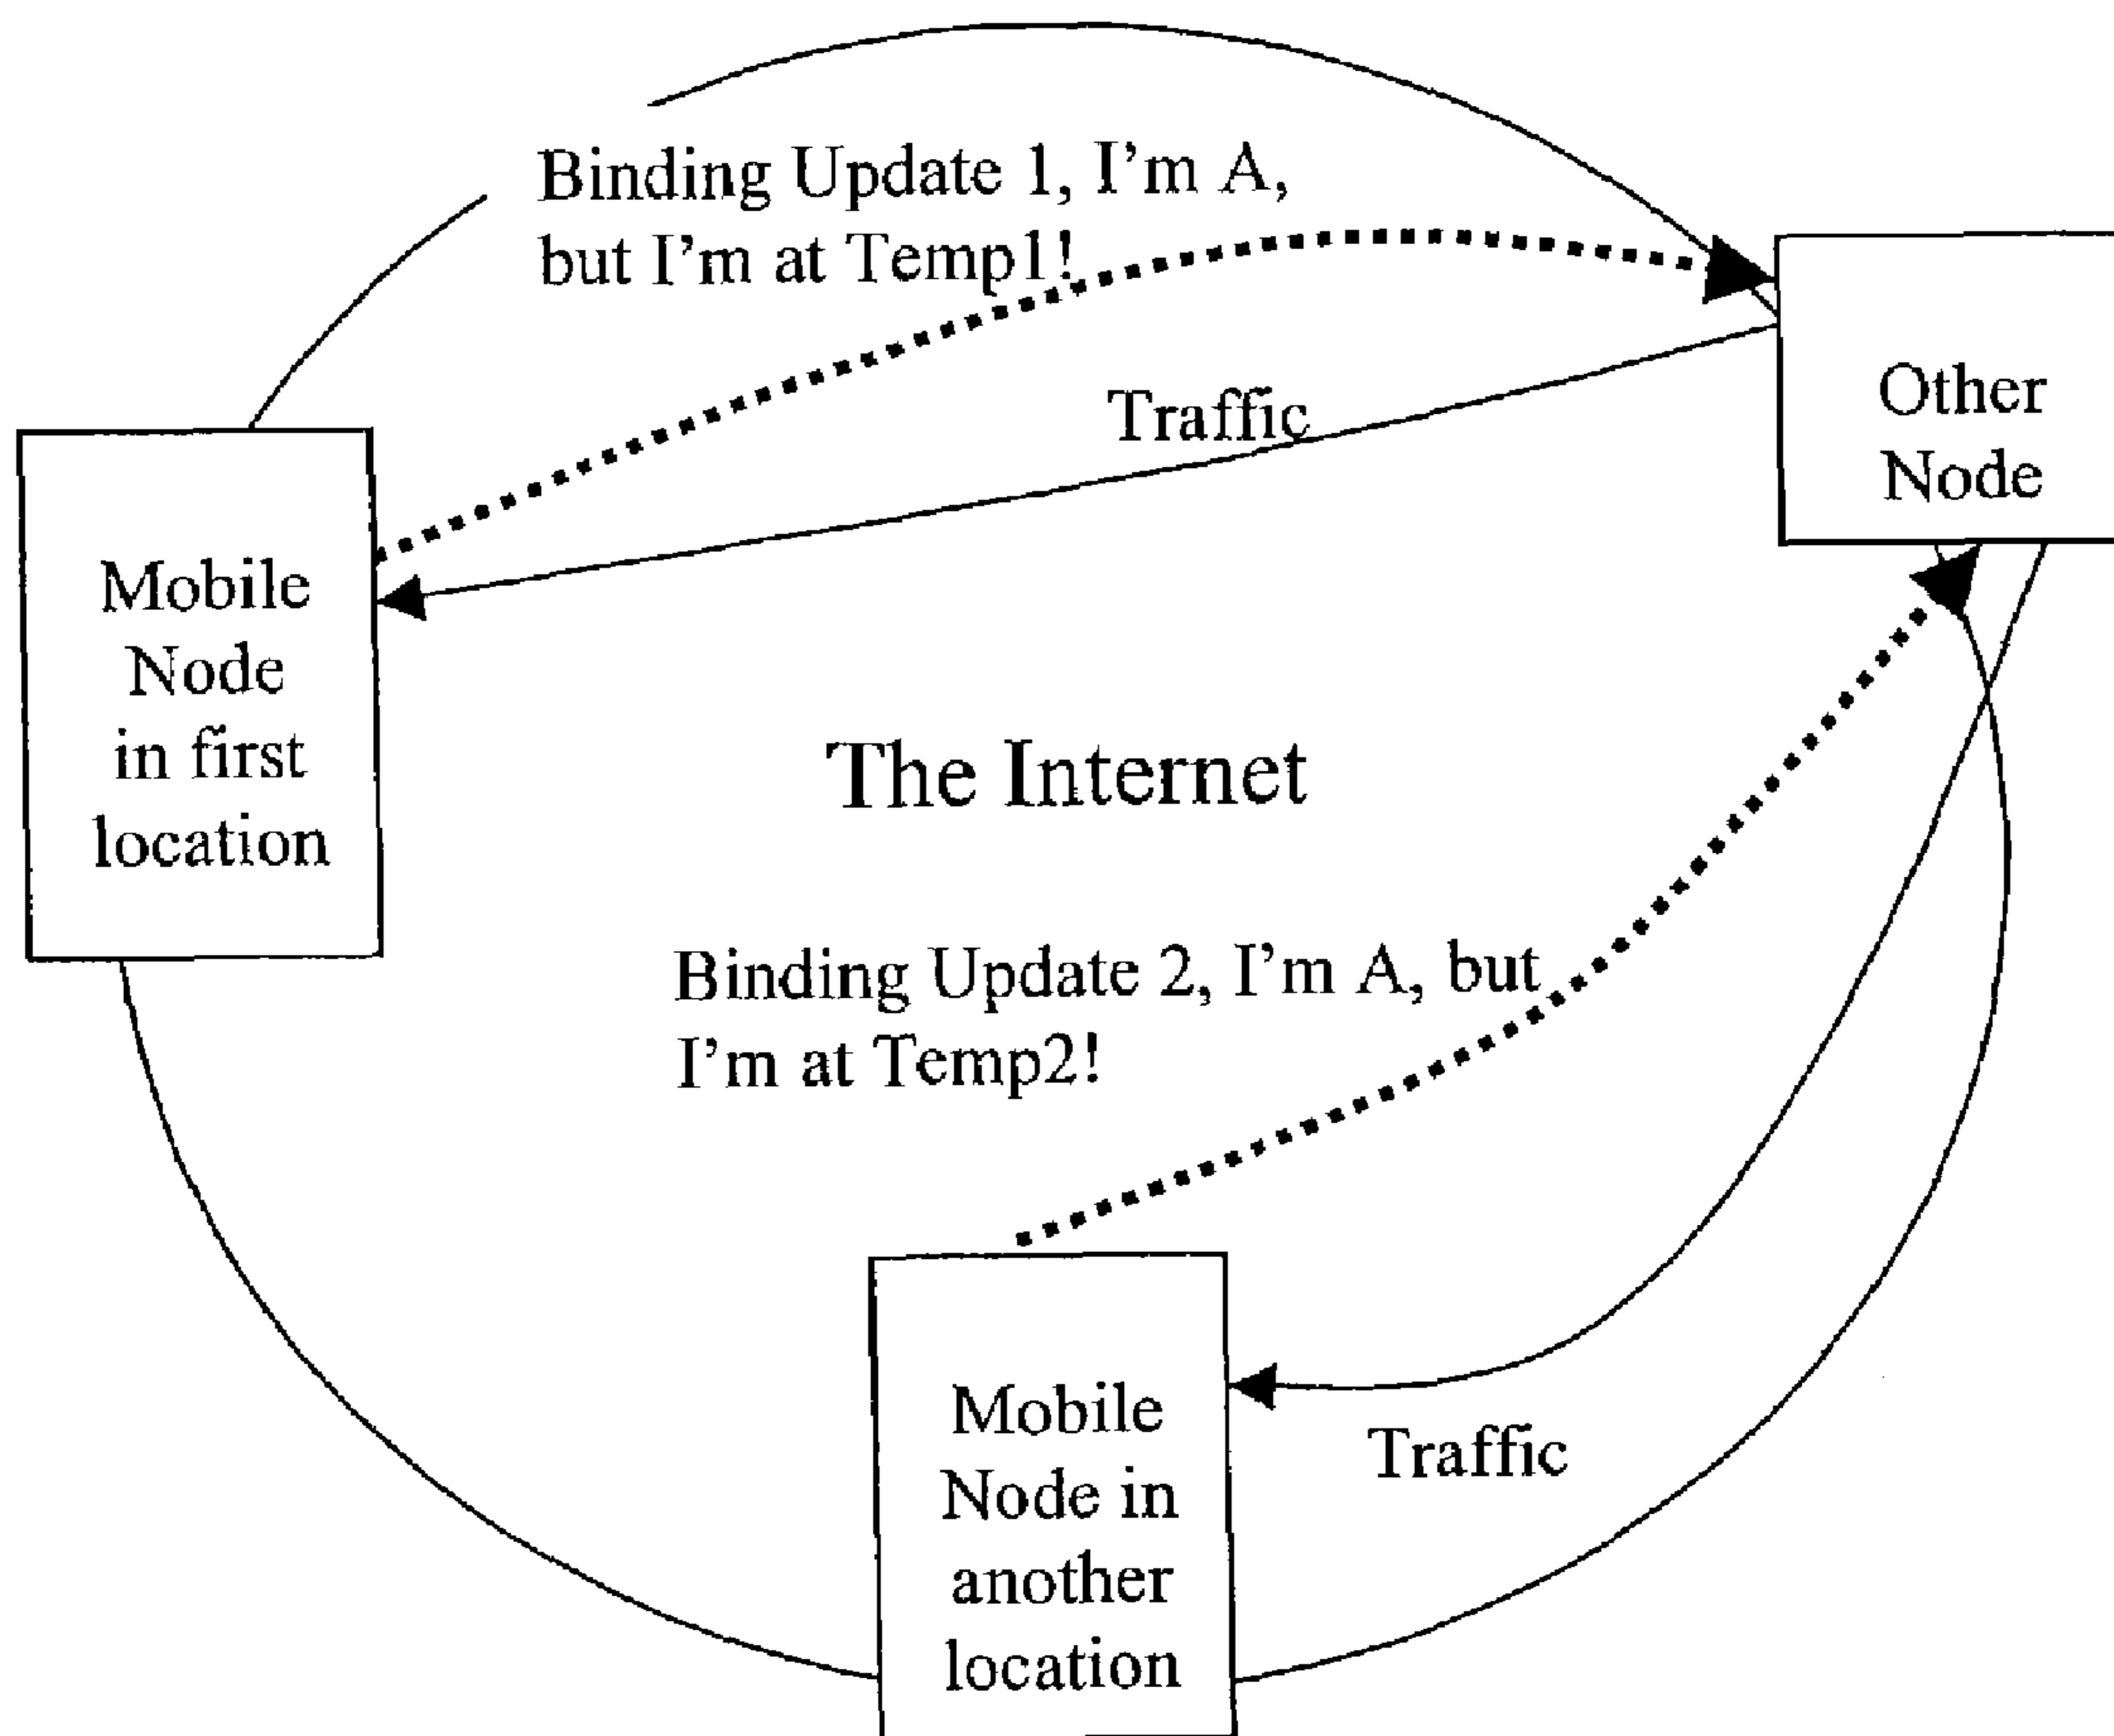 Binding Update 1, I'm A,
but I'm at Temp1!
Traffic
Other
Node
Mobile
Node
in first
location
The Internet
Binding Update 2, I'm A, but
I'm at Temp2!
Mobile
Node in
another
location
Traffic